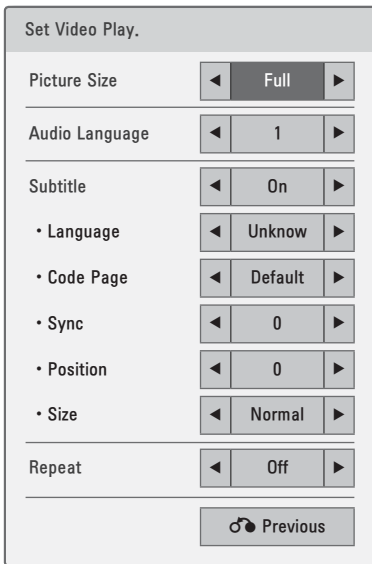 Set Video Play.
Picture Size ◀ Full ▶
Audio Language ◀ 1 ▶
Subtitle ◀ On ▶
• Language ◀ Unknow ▶
• Code Page ◀ Default ▶
• Sync ◀ 0 ▶
• Position ◀ 0 ▶
• Size ◀ Normal ▶
Repeat ◀ Off ▶
Previous